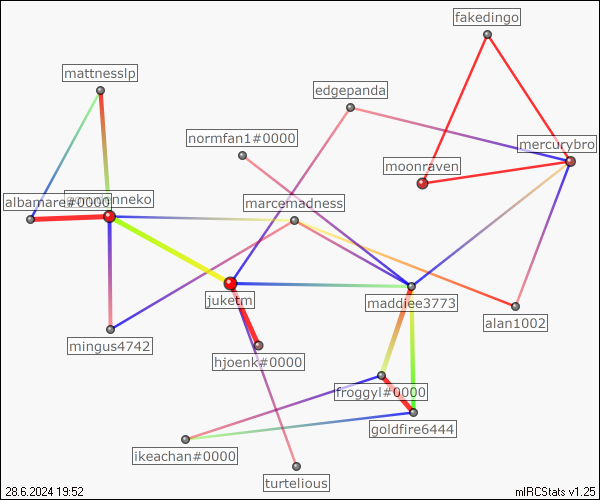 fakedingo
mattnesslp
edgepanda
normfan1#0000
mercurybro
moonraven
albamare#0000
marcemadness
juketm
maddiee3773
alan1002
mingus4742
hjoenk#0000
froggyl#0000
goldfire6444
ikeachan#0000
turtelious
28.6.2024 19:52
mIRCStats v1.25